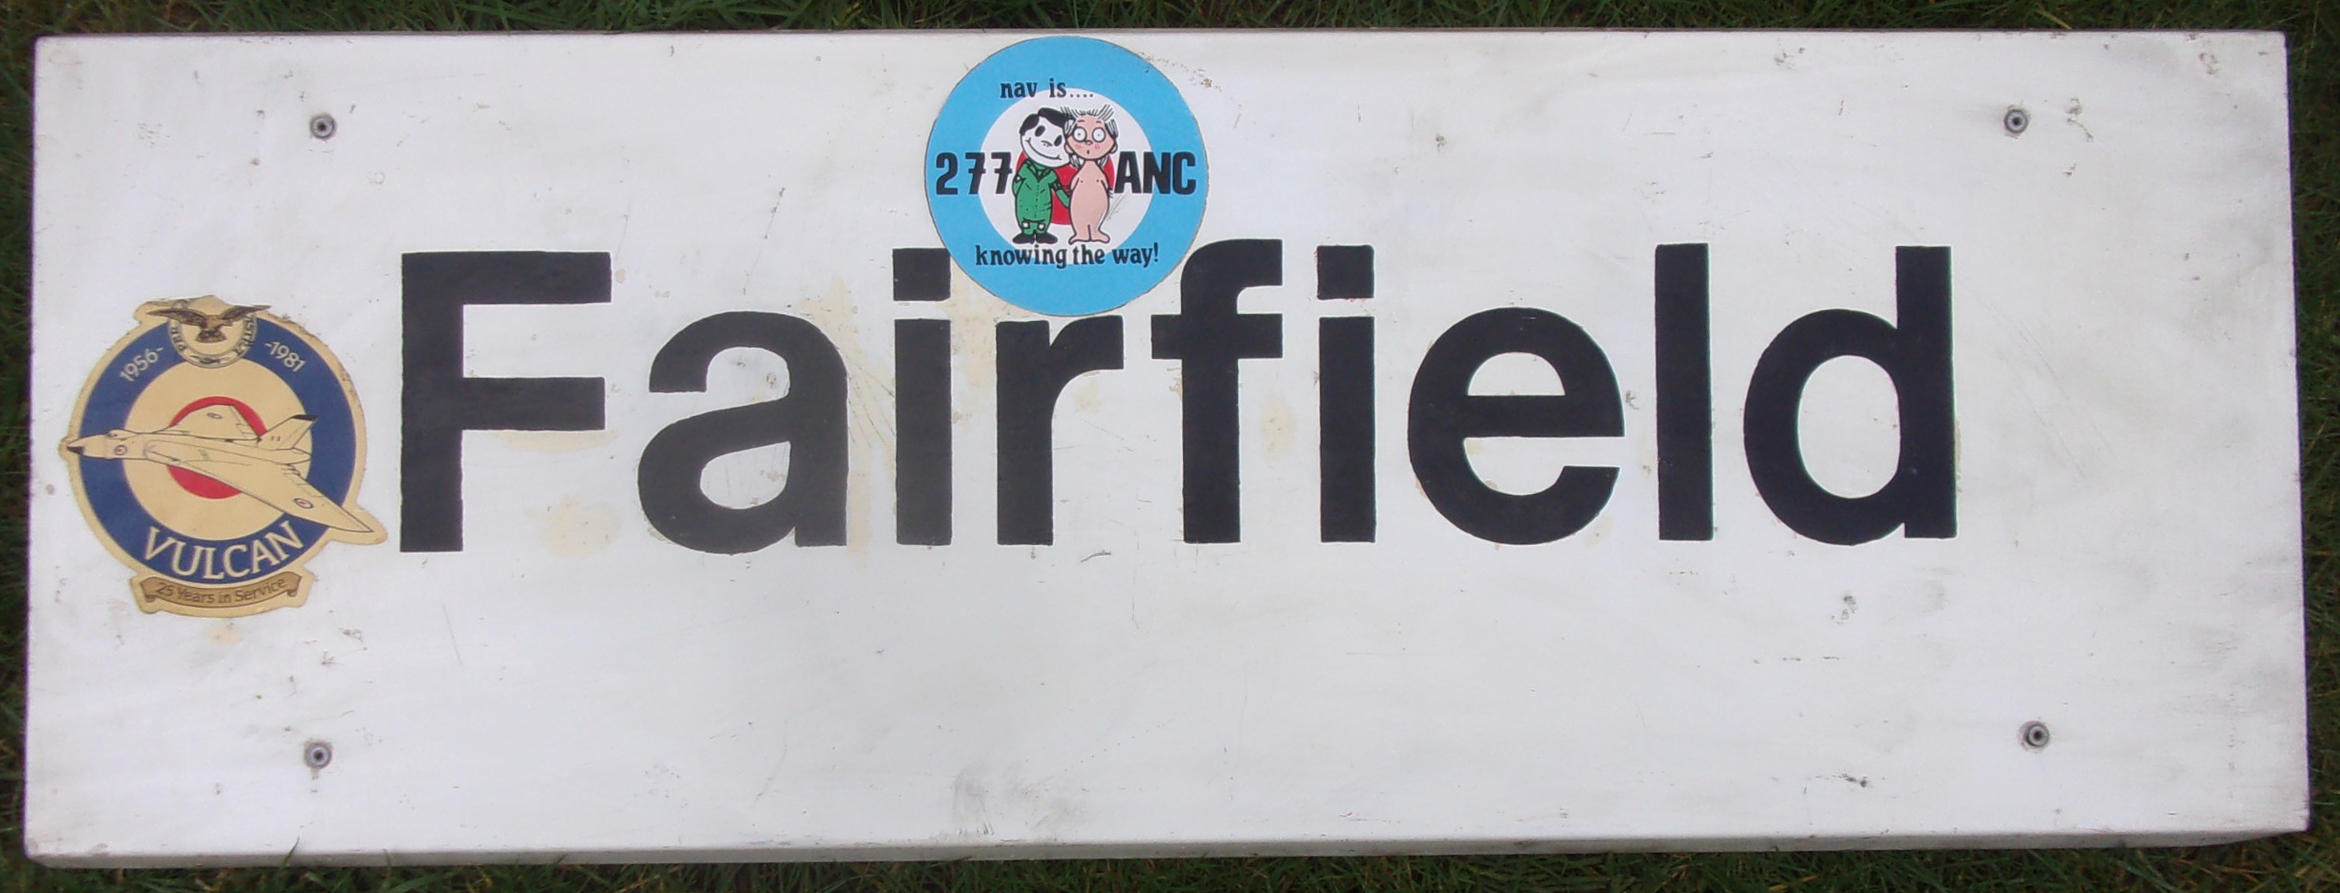 nav is....
277 ANC
knowing the way!
Fairfield
1956- -1981
VULCAN
25 Years in Service